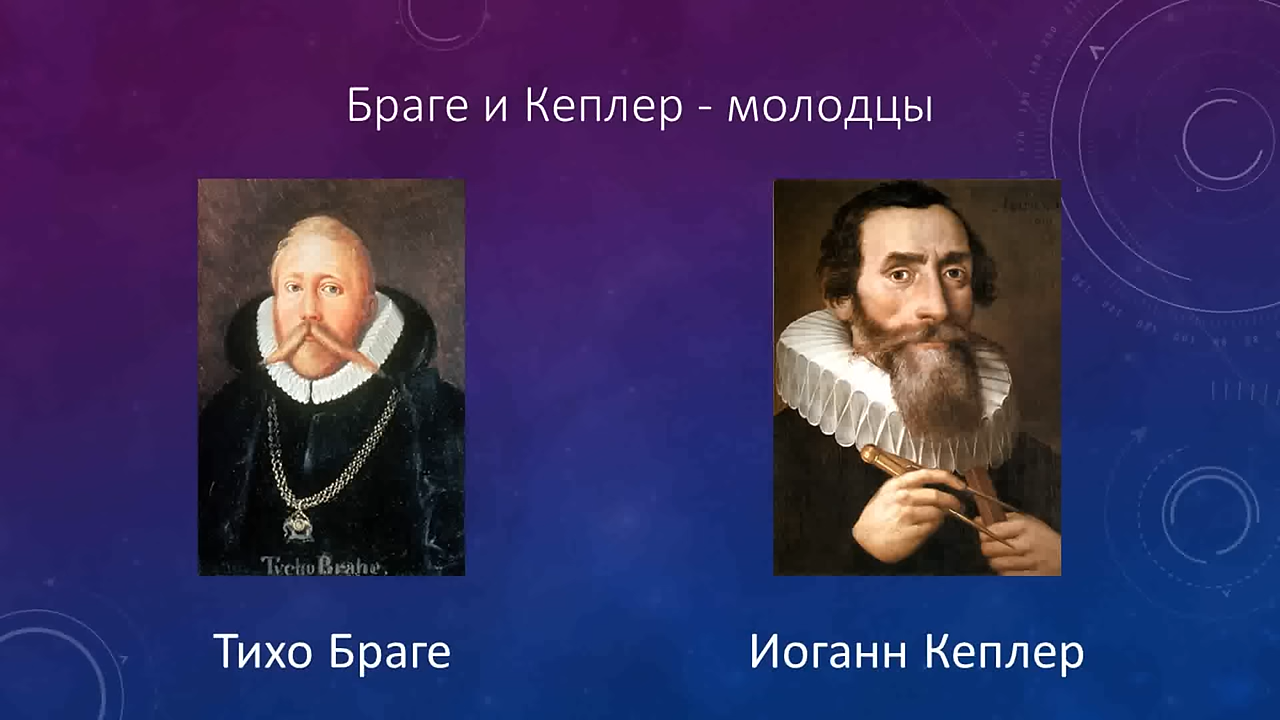 Браге и Кеплер - молодцы
Tycho Brahe.
Тихо Браге
Иоганн Кеплер